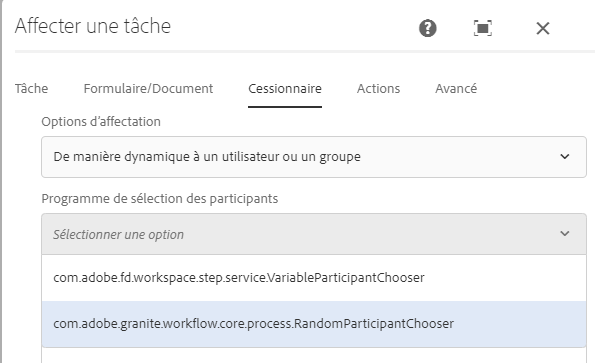 Affecter une tâche
Tâche Formulaire/Document Cessionnaire Actions Avancé
Options d'affectation
De manière dynamique à un utilisateur ou un groupe
Programme de sélection des participants
Sélectionner une option
com.adobe.fd.workspace.step.service.VariableParticipantChooser
com.adobe.granite.workflow.core.process.RandomParticipantChooser